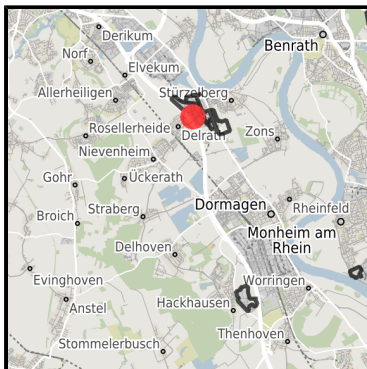 Derikum
Benrath
Norf
Elvekum
Allerheiligen
Stürzelberg
Rosellerheide
Delrath
Zons
Nievenheim
Gohr
Ückerath
Straberg
Dormagen
Rheinfeld
Broich
Monheim am
Rhein
Delhoven
Evinghoven
Worringen
Anstel
Hackhausen
Thenhoven
Stommelerbusch